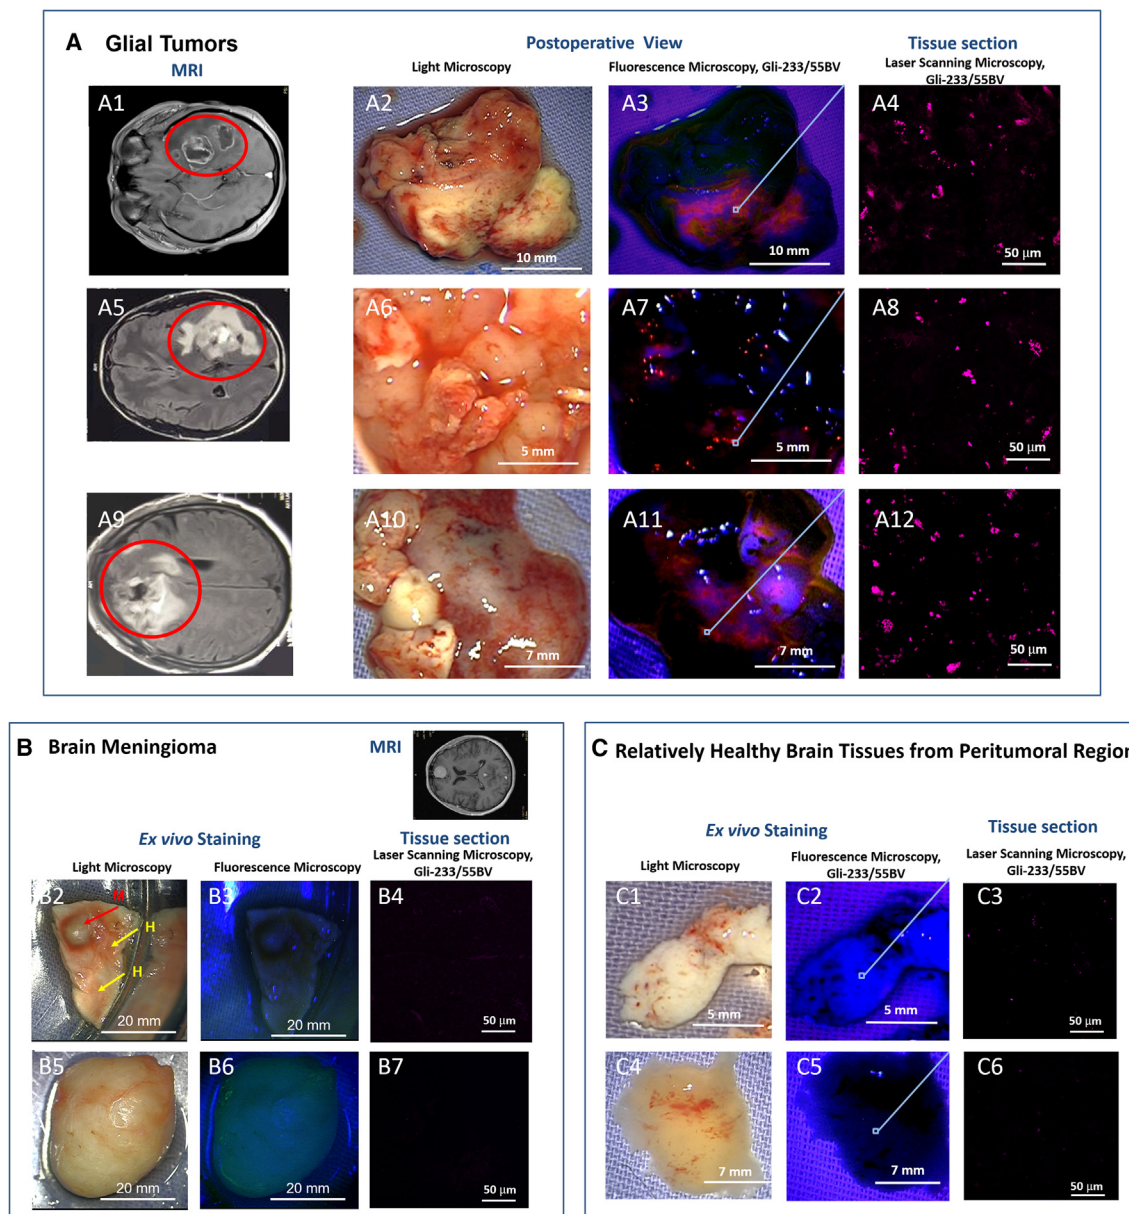 A Glial Tumors
MRI
Postoperative View
Light Microscopy
Fluorescence Microscopy, Gli-233/55BV
Tissue section
Laser Scanning Microscopy,
Gli-233/55BV
A1
A2
10 mm
A3
10 mm
A4
50 µm
A5
A6
5 mm
A7
5 mm
A8
50 µm
A9
A10
7 mm
A11
7 mm
A12
50 µm
B Brain Meningioma
MRI
Ex vivo Staining
Light Microscopy
Fluorescence Microscopy
Tissue section
Laser Scanning Microscopy,
Gli-233/55BV
B2
M
H
H
20 mm
B3
20 mm
B4
50 µm
B5
20 mm
B6
20 mm
B7
50 µm
C Relatively Healthy Brain Tissues from Peritumoral Region
Ex vivo Staining
Light Microscopy
Fluorescence Microscopy,
Gli-233/55BV
Tissue section
Laser Scanning Microscopy,
Gli-233/55BV
C1
5 mm
C2
5 mm
C3
50 µm
C4
7 mm
C5
7 mm
C6
50 µm